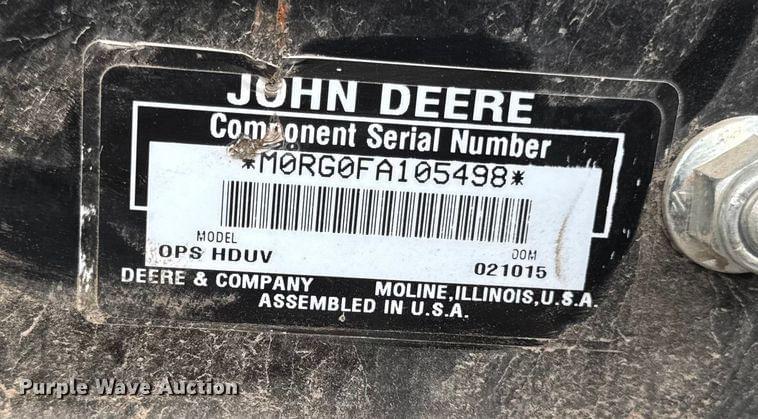 JOHN DEERE
Component Serial Number
*M0RG0FA105498*
MODEL DOM
OPS HDUV 021015
DEERE & COMPANY MOLINE,ILLINOIS,U.S.A.
ASSEMBLED IN U.S.A.
Purple Wave Auction